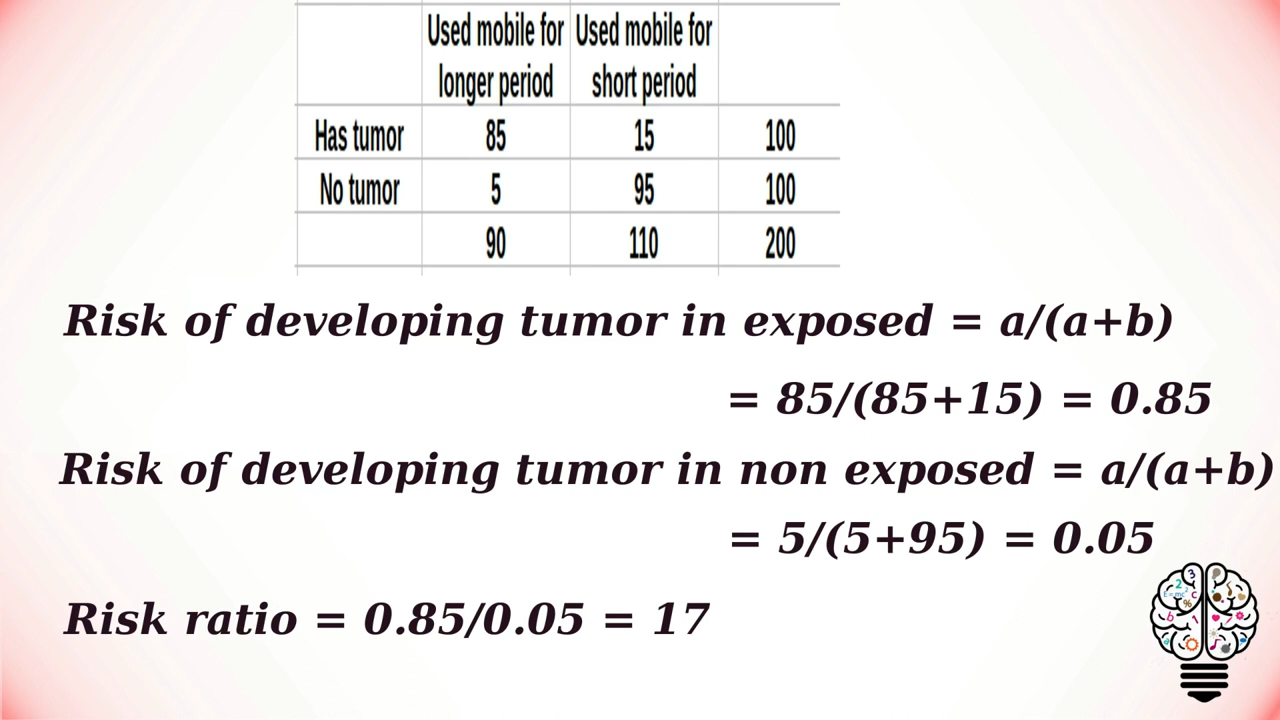 Used mobile for longer period	Used mobile for short period
Has tumor	85	15	100
No tumor	5	95	100
90	110	200
Risk of developing tumor in exposed = a/(a+b)
= 85/(85+15) = 0.85
Risk of developing tumor in non exposed = a/(a+b)
= 5/(5+95) = 0.05
Risk ratio = 0.85/0.05 = 17